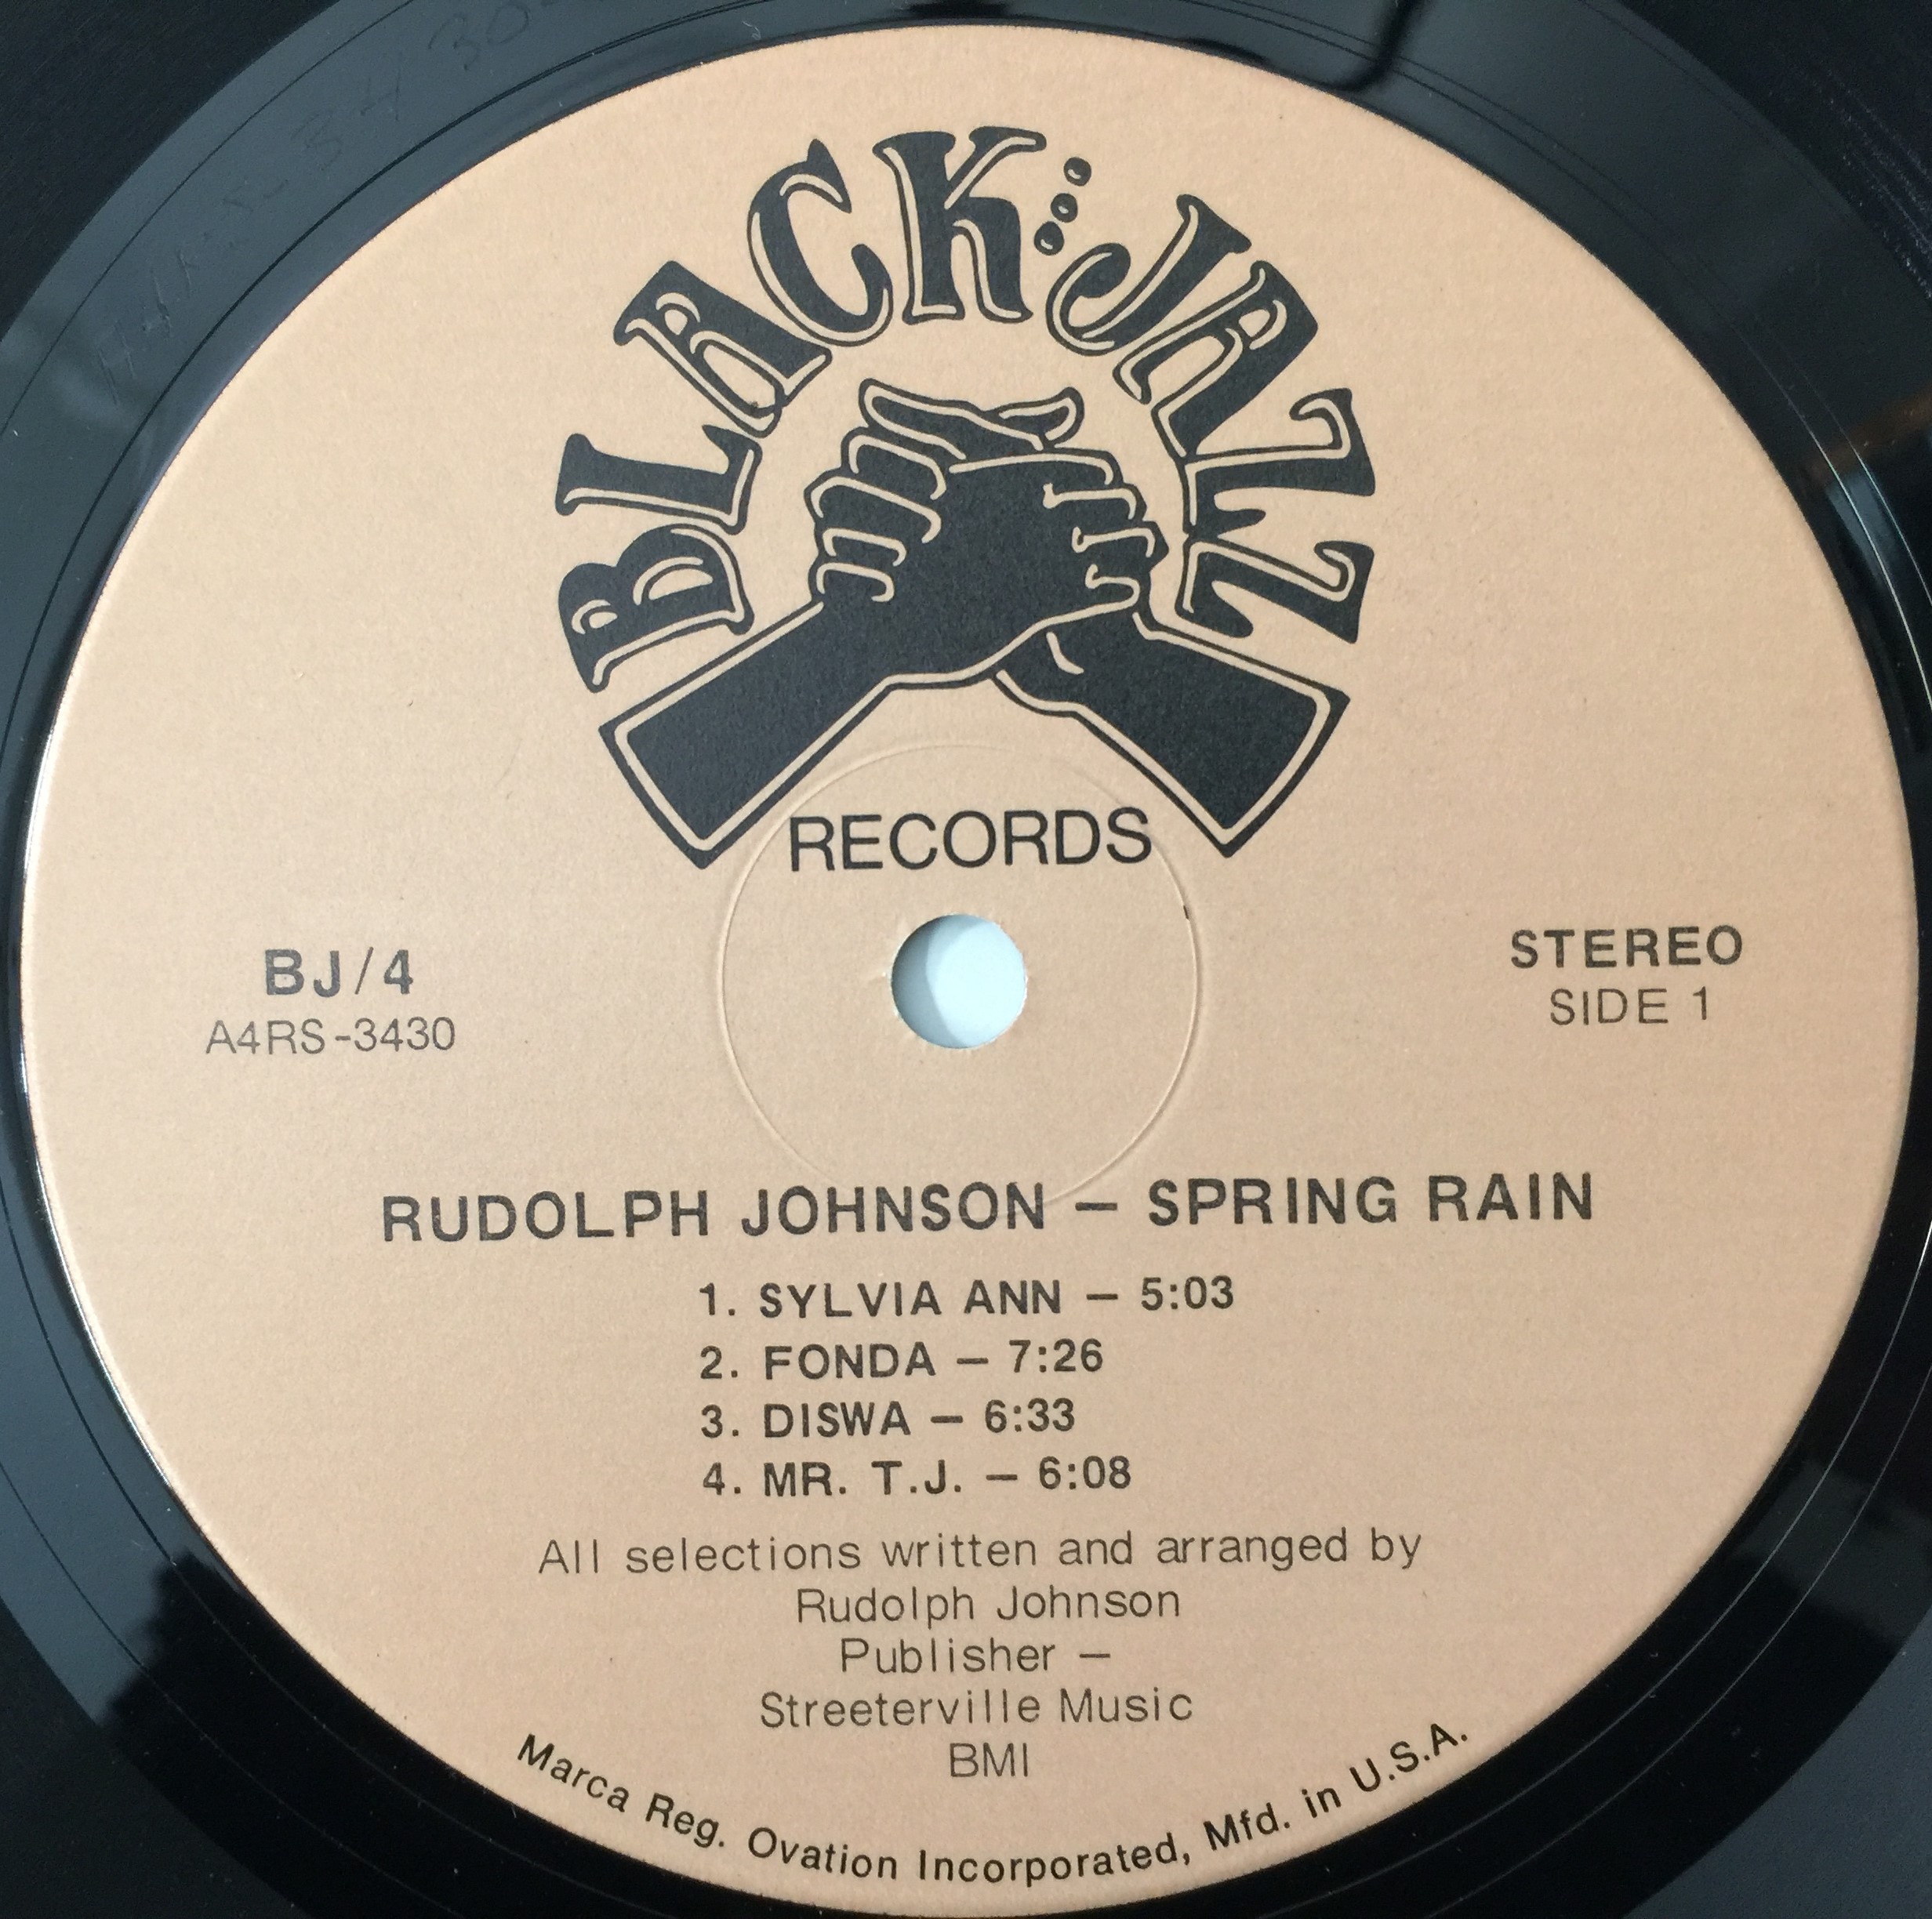 BLACK JAZZ
RECORDS
BJ/4
A4RS-3430
STEREO
SIDE 1
RUDOLPH JOHNSON – SPRING RAIN
1. SYLVIA ANN – 5:03
2. FONDA – 7:26
3. DISWA – 6:33
4. MR. T.J. – 6:08
All selections written and arranged by
Rudolph Johnson
Publisher –
Streeterville Music
BMI
Marca Reg. Ovation Incorporated, Mfd. in U.S.A.